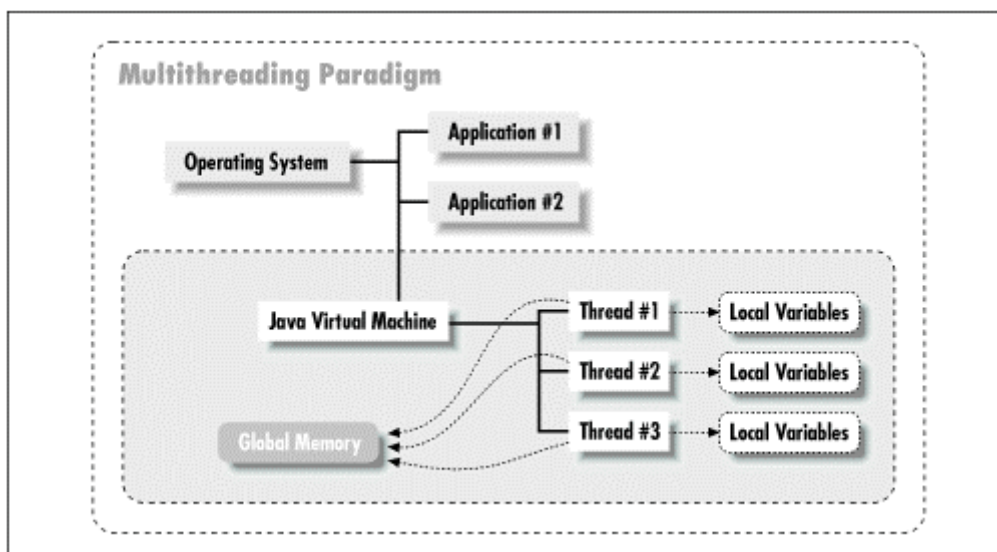 Multithreading Paradigm
Application #1
Operating System
Application #2
Java Virtual Machine
Thread #1
Local Variables
Thread #2
Local Variables
Thread #3
Local Variables
Global Memory